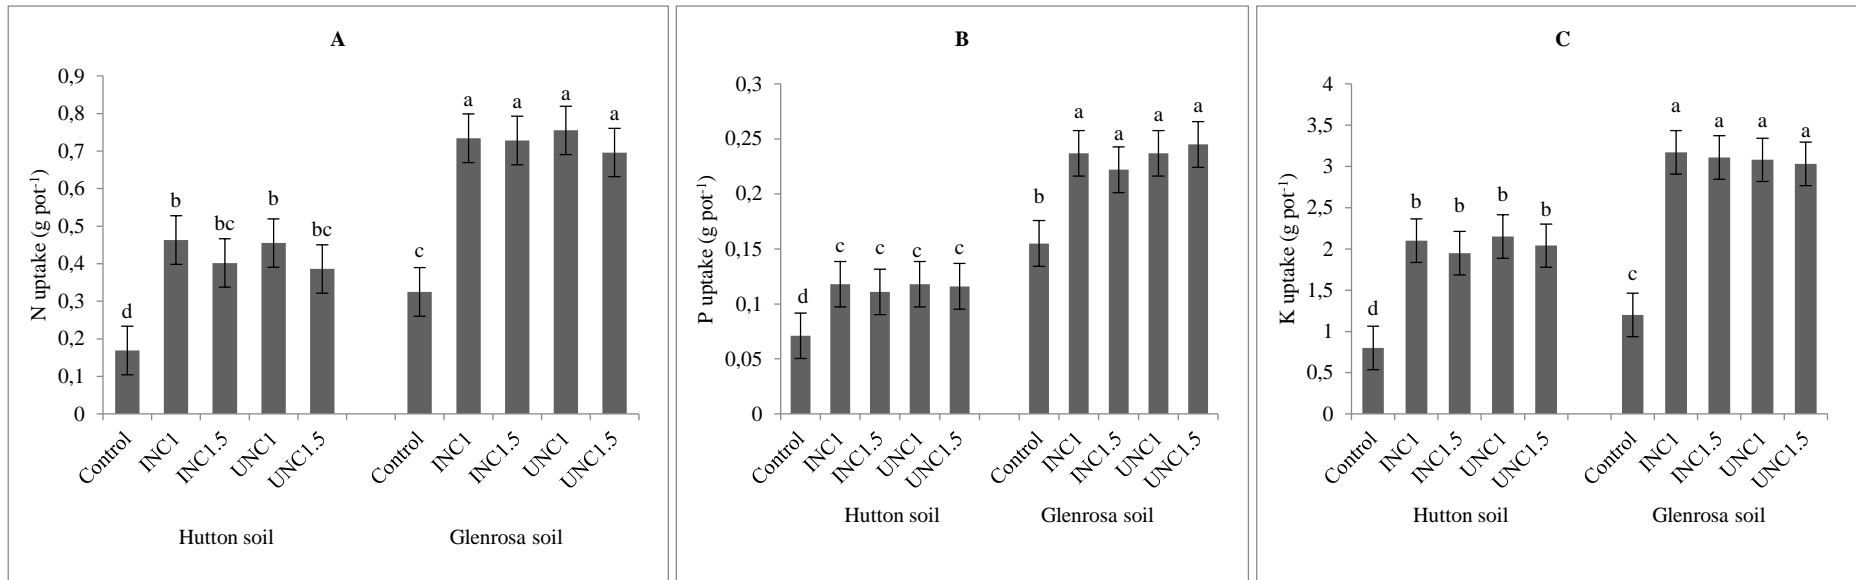 A
N uptake (g pot⁻¹)
0,9
0,8
0,7
0,6
0,5
0,4
0,3
0,2
0,1
0
d
b
bc
b
bc
c
a
a
a
a
Control
INC1
INC1.5
UNC1
UNC1.5
Control
INC1
INC1.5
UNC1
UNC1.5
Hutton soil
Glenrosa soil
B
P uptake (g pot⁻¹)
0,3
0,25
0,2
0,15
0,1
0,05
0
d
c
c
c
c
b
a
a
a
a
Control
INC1
INC1.5
UNC1
UNC1.5
Control
INC1
INC1.5
UNC1
UNC1.5
Hutton soil
Glenrosa soil
C
K uptake (g pot⁻¹)
4
3,5
3
2,5
2
1,5
1
0,5
0
d
b
b
b
b
c
a
a
a
a
Control
INC1
INC1.5
UNC1
UNC1.5
Control
INC1
INC1.5
UNC1
UNC1.5
Hutton soil
Glenrosa soil